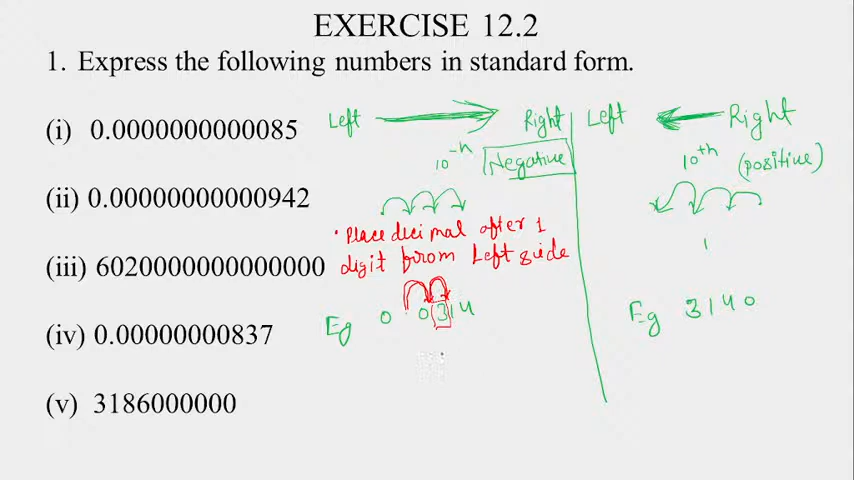 EXERCISE 12.2
1. Express the following numbers in standard form.
(i) 0.0000000000085
(ii) 0.00000000000942
(iii) 6020000000000000
(iv) 0.00000000837
(v) 3186000000
Left Right
10⁻ⁿ Negative
• Place decimal after 1
digit from Left side
Eg 0.0314
Left Right
10⁺ⁿ (positive)
1
Eg 3140